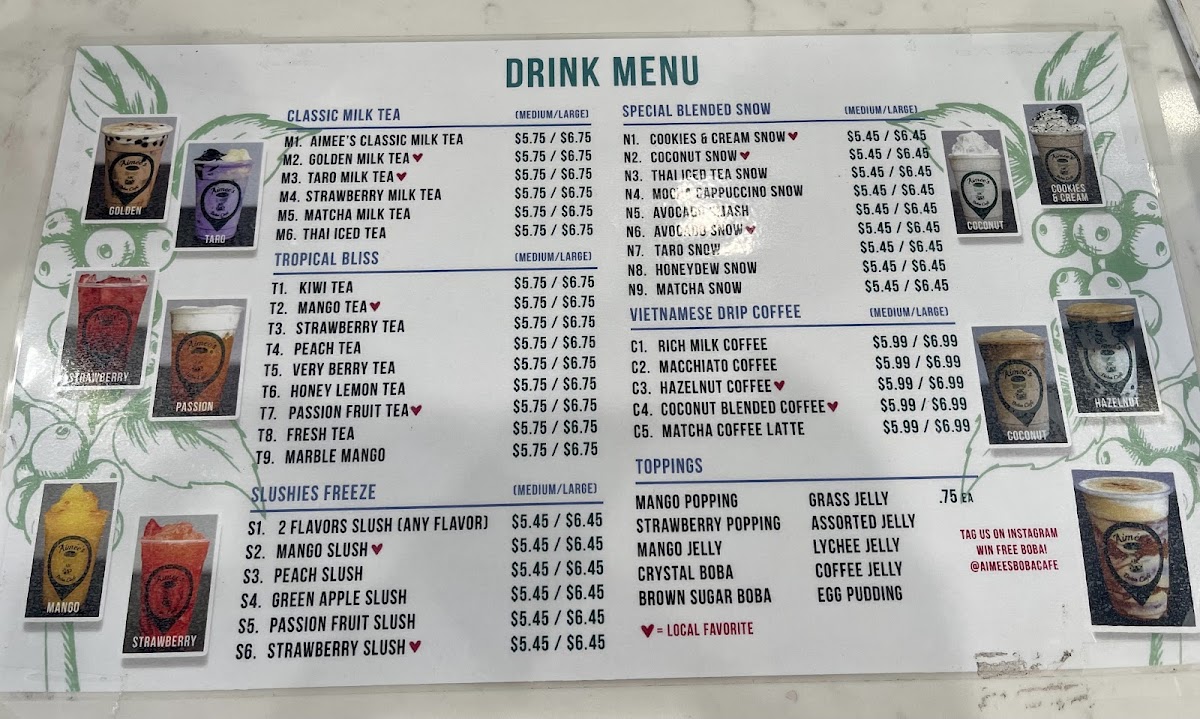 DRINK MENU
CLASSIC MILK TEA (MEDIUM/LARGE)
M1. AIMEE'S CLASSIC MILK TEA $5.75 / $6.75
M2. GOLDEN MILK TEA♥ $5.75 / $6.75
M3. TARO MILK TEA♥ $5.75 / $6.75
M4. STRAWBERRY MILK TEA $5.75 / $6.75
M5. MATCHA MILK TEA $5.75 / $6.75
M6. THAI ICED TEA $5.75 / $6.75
TROPICAL BLISS (MEDIUM/LARGE)
T1. KIWI TEA $5.75 / $6.75
T2. MANGO TEA♥ $5.75 / $6.75
T3. STRAWBERRY TEA $5.75 / $6.75
T4. PEACH TEA $5.75 / $6.75
T5. VERY BERRY TEA $5.75 / $6.75
T6. HONEY LEMON TEA $5.75 / $6.75
T7. PASSION FRUIT TEA♥ $5.75 / $6.75
T8. FRESH TEA $5.75 / $6.75
T9. MARBLE MANGO $5.75 / $6.75
SLUSHIES FREEZE (MEDIUM/LARGE)
S1. 2 FLAVORS SLUSH (ANY FLAVOR) $5.45 / $6.45
S2. MANGO SLUSH♥ $5.45 / $6.45
S3. PEACH SLUSH $5.45 / $6.45
S4. GREEN APPLE SLUSH $5.45 / $6.45
S5. PASSION FRUIT SLUSH $5.45 / $6.45
S6. STRAWBERRY SLUSH♥ $5.45 / $6.45
SPECIAL BLENDED SNOW (MEDIUM/LARGE)
N1. COOKIES & CREAM SNOW♥ $5.45 / $6.45
N2. COCONUT SNOW♥ $5.45 / $6.45
N3. THAI ICED TEA SNOW $5.45 / $6.45
N4. MOCHA CAPPUCCINO SNOW $5.45 / $6.45
N5. AVOCADO $5.45 / $6.45
N6. AVOCADO SNOW♥ $5.45 / $6.45
N7. TARO SNOW $5.45 / $6.45
N8. HONEYDEW SNOW $5.45 / $6.45
N9. MATCHA SNOW $5.45 / $6.45
VIETNAMESE DRIP COFFEE (MEDIUM/LARGE)
C1. RICH MILK COFFEE $5.99 / $6.99
C2. MACCHIATO COFFEE $5.99 / $6.99
C3. HAZELNUT COFFEE♥ $5.99 / $6.99
C4. COCONUT BLENDED COFFEE♥ $5.99 / $6.99
C5. MATCHA COFFEE LATTE $5.99 / $6.99
TOPPINGS
MANGO POPPING GRASS JELLY .75 EA
STRAWBERRY POPPING ASSORTED JELLY
MANGO JELLY LYCHEE JELLY
CRYSTAL BOBA COFFEE JELLY
BROWN SUGAR BOBA EGG PUDDING
♥= LOCAL FAVORITE
TAG US ON INSTAGRAM
WIN FREE BOBA!
@AIMEESBOBACAFE
GOLDEN
TARO
STRAWBERRY
PASSION
MANGO
STRAWBERRY
COCONUT
COOKIES
& CREAM
COCONUT
HAZELNUT
Aimee's
Boba Café